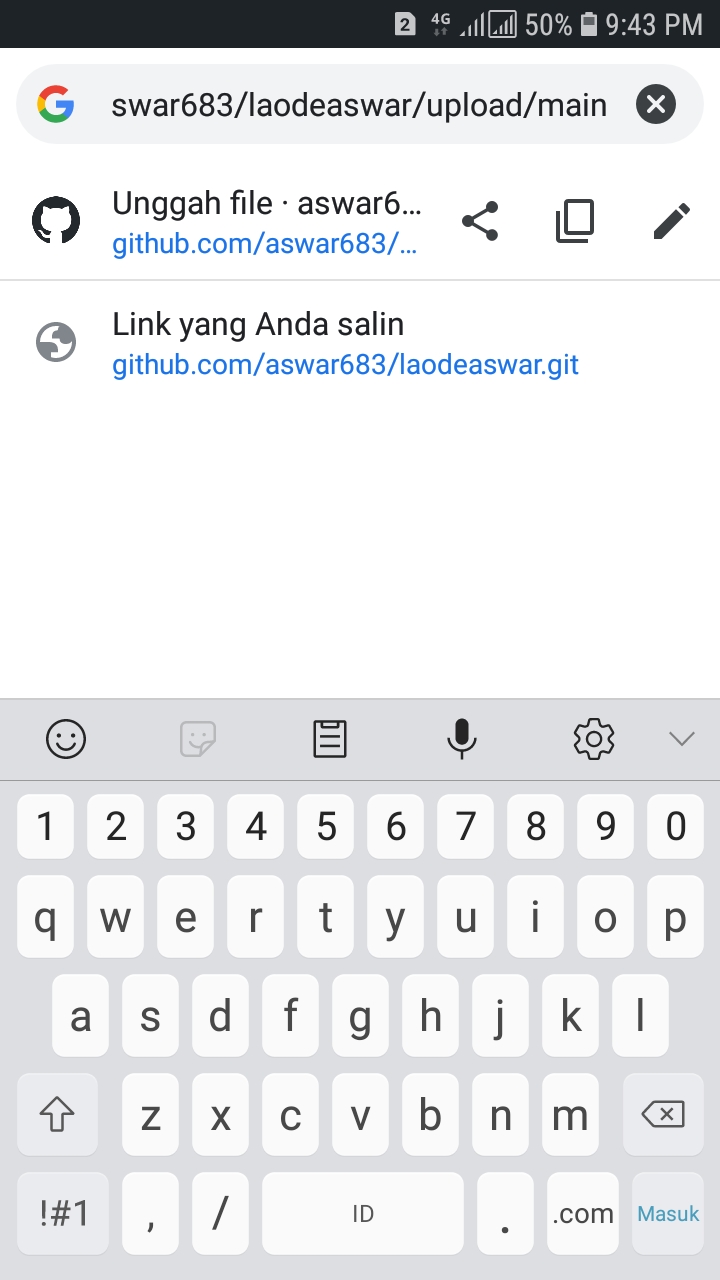 2 4G 50% 9:43 PM
swar683/laodeaswar/upload/main
Unggah file · aswar6...
github.com/aswar683/...
Link yang Anda salin
github.com/aswar683/laodeaswar.git
1 2 3 4 5 6 7 8 9 0
q w e r t y u i o p
a s d f g h j k l
z x c v b n m
!#1 , / ID . .com Masuk